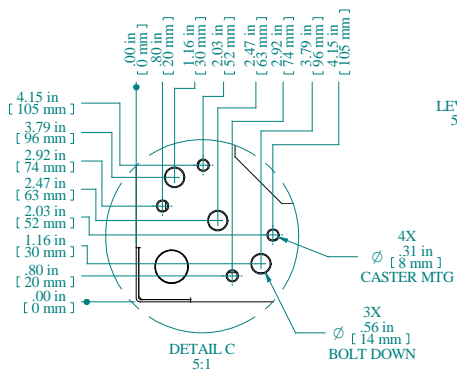 .00 in
[ 0 mm ]
.80 in
[ 20 mm ]
1.16 in
[ 30 mm ]
2.03 in
[ 52 mm ]
2.47 in
[ 63 mm ]
2.92 in
[ 74 mm ]
3.79 in
[ 96 mm ]
4.15 in
[ 105 mm ]
4.15 in
[ 105 mm ]
3.79 in
[ 96 mm ]
2.92 in
[ 74 mm ]
2.47 in
[ 63 mm ]
2.03 in
[ 52 mm ]
1.16 in
[ 30 mm ]
.80 in
[ 20 mm ]
.00 in
[ 0 mm ]
LEV
5
4X
∅ .31 in
[ 8 mm ]
CASTER MTG
3X
∅ .56 in
[ 14 mm ]
BOLT DOWN
DETAIL C
5:1